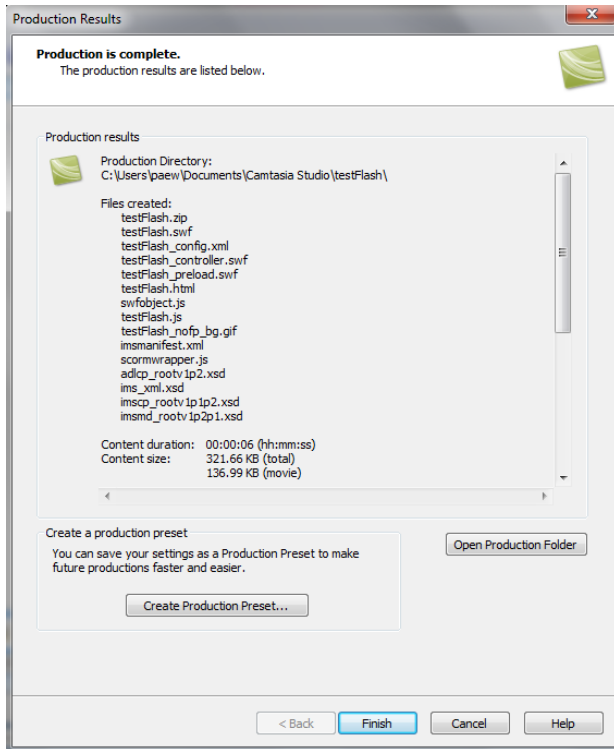 Production Results
Production is complete.
The production results are listed below.
Production results
Production Directory:
C:\Users\paew\Documents\Camtasia Studio\testFlash\
Files created:
testFlash.zip
testFlash.swf
testFlash_config.xml
testFlash_controller.swf
testFlash_preload.swf
testFlash.html
swfobject.js
testFlash.js
testFlash_nofp_bg.gif
imsmanifest.xml
scormwrapper.js
adlcp_rootv1p2.xsd
ims_xml.xsd
imscp_rootv1p1p2.xsd
imsmd_rootv1p2p1.xsd
Content duration: 00:00:06 (hh:mm:ss)
Content size: 321.66 KB (total)
136.99 KB (movie)
Create a production preset
You can save your settings as a Production Preset to make
future productions faster and easier.
Create Production Preset...
Open Production Folder
< Back Finish Cancel Help